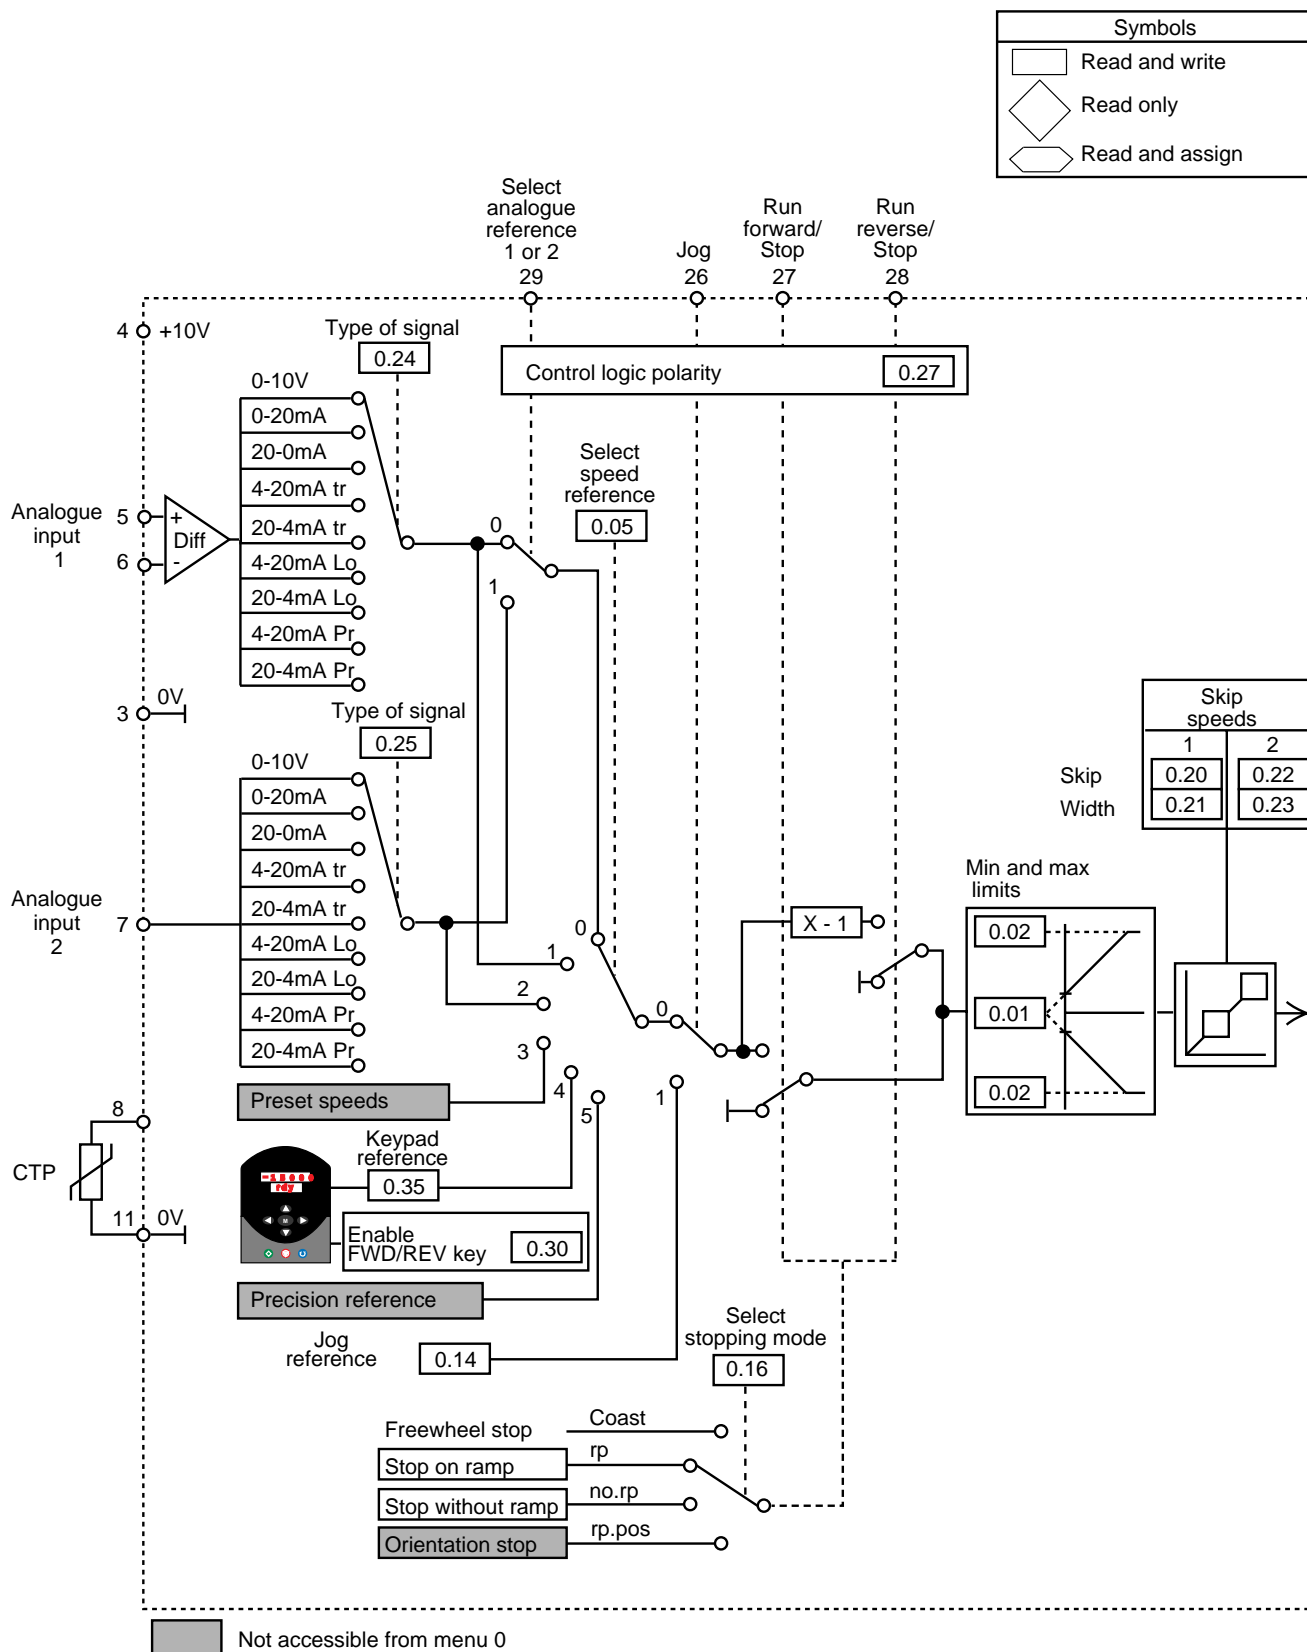 Symbols
Read and write
Read only
Read and assign
Select
analogue
reference
1 or 2
29
Jog
26
Run
forward/
Stop
27
Run
reverse/
Stop
28
4
+10V
Type of signal
0.24
Control logic polarity
0.27
0-10V
0-20mA
20-0mA
4-20mA tr
20-4mA tr
4-20mA Lo
20-4mA Lo
4-20mA Pr
20-4mA Pr
Analogue
input
1
5
6
+
Diff
-
0
1
Select
speed
reference
0.05
3
0V
Type of signal
0.25
0-10V
0-20mA
20-0mA
4-20mA tr
20-4mA tr
4-20mA Lo
20-4mA Lo
4-20mA Pr
20-4mA Pr
Analogue
input
2
7
Skip
speeds
1
2
Skip
0.20
0.22
Width
0.21
0.23
Min and max
limits
0.02
0.01
0.02
X - 1
0
1
2
3
4
5
0
1
Preset speeds
8
CTP
11
0V
Keypad
reference
0.35
rdy
M
Enable
FWD/REV key
0.30
Precision reference
Jog
reference
0.14
Select
stopping mode
0.16
Freewheel stop
Coast
Stop on ramp
rp
Stop without ramp
no.rp
Orientation stop
rp.pos
Not accessible from menu 0